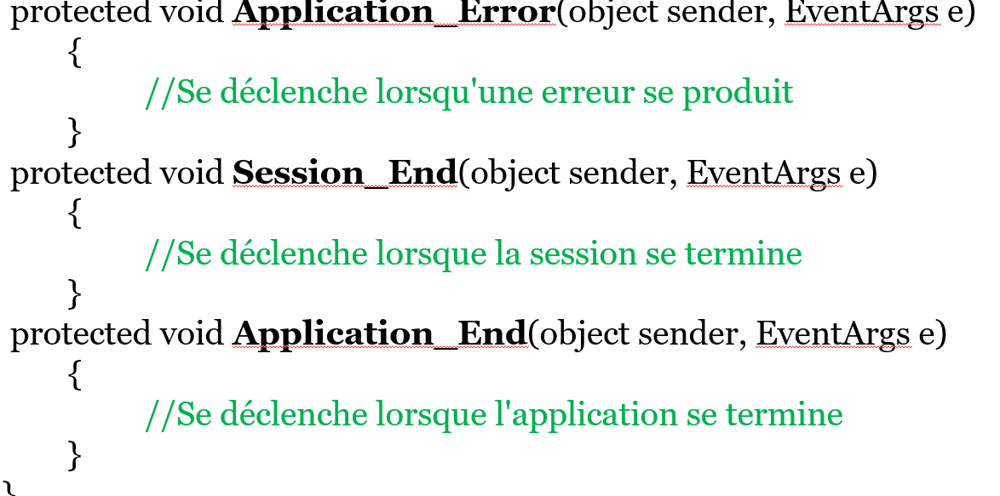 protected void Application_Error(object sender, EventArgs e)
{
//Se déclenche lorsqu'une erreur se produit
}
protected void Session_End(object sender, EventArgs e)
{
//Se déclenche lorsque la session se termine
}
protected void Application_End(object sender, EventArgs e)
{
//Se déclenche lorsque l'application se termine
}
}